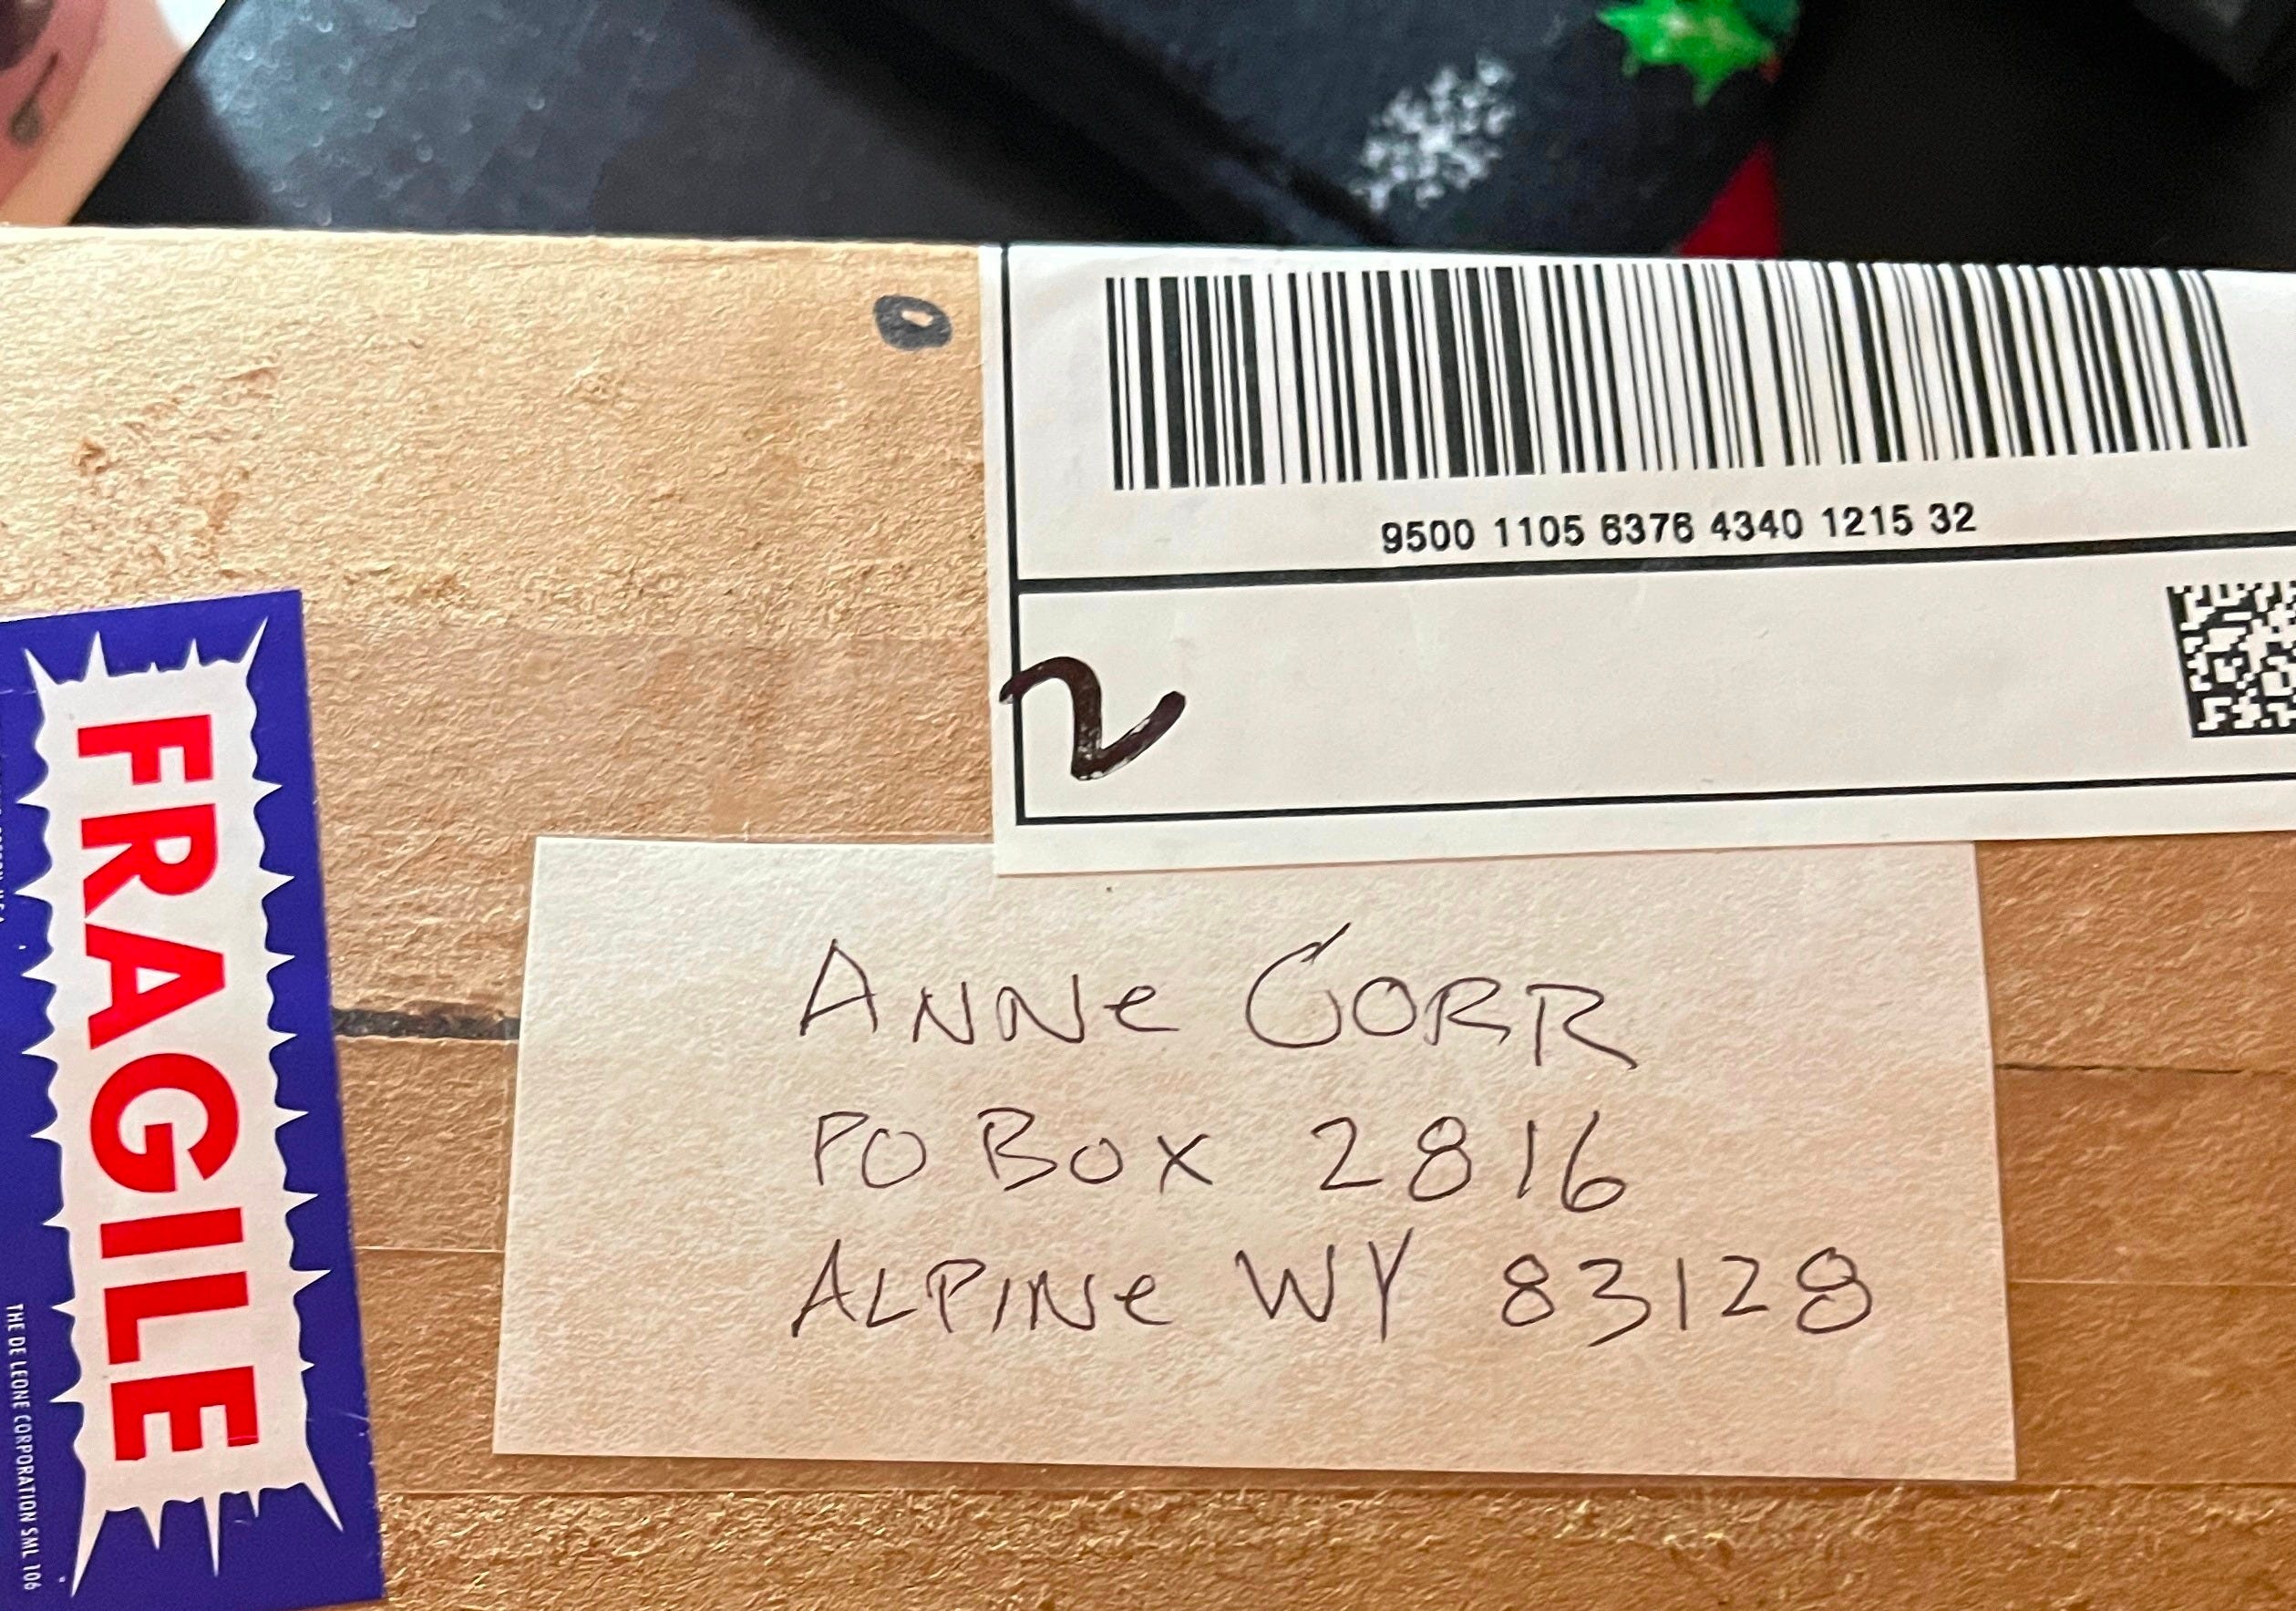 9500 1105 6376 4340 1215 32
2
FRAGILE
THE DE LEONE CORPORATION SML 106
ANNe CORR
PO BOX 2816
ALPINe WY 83128